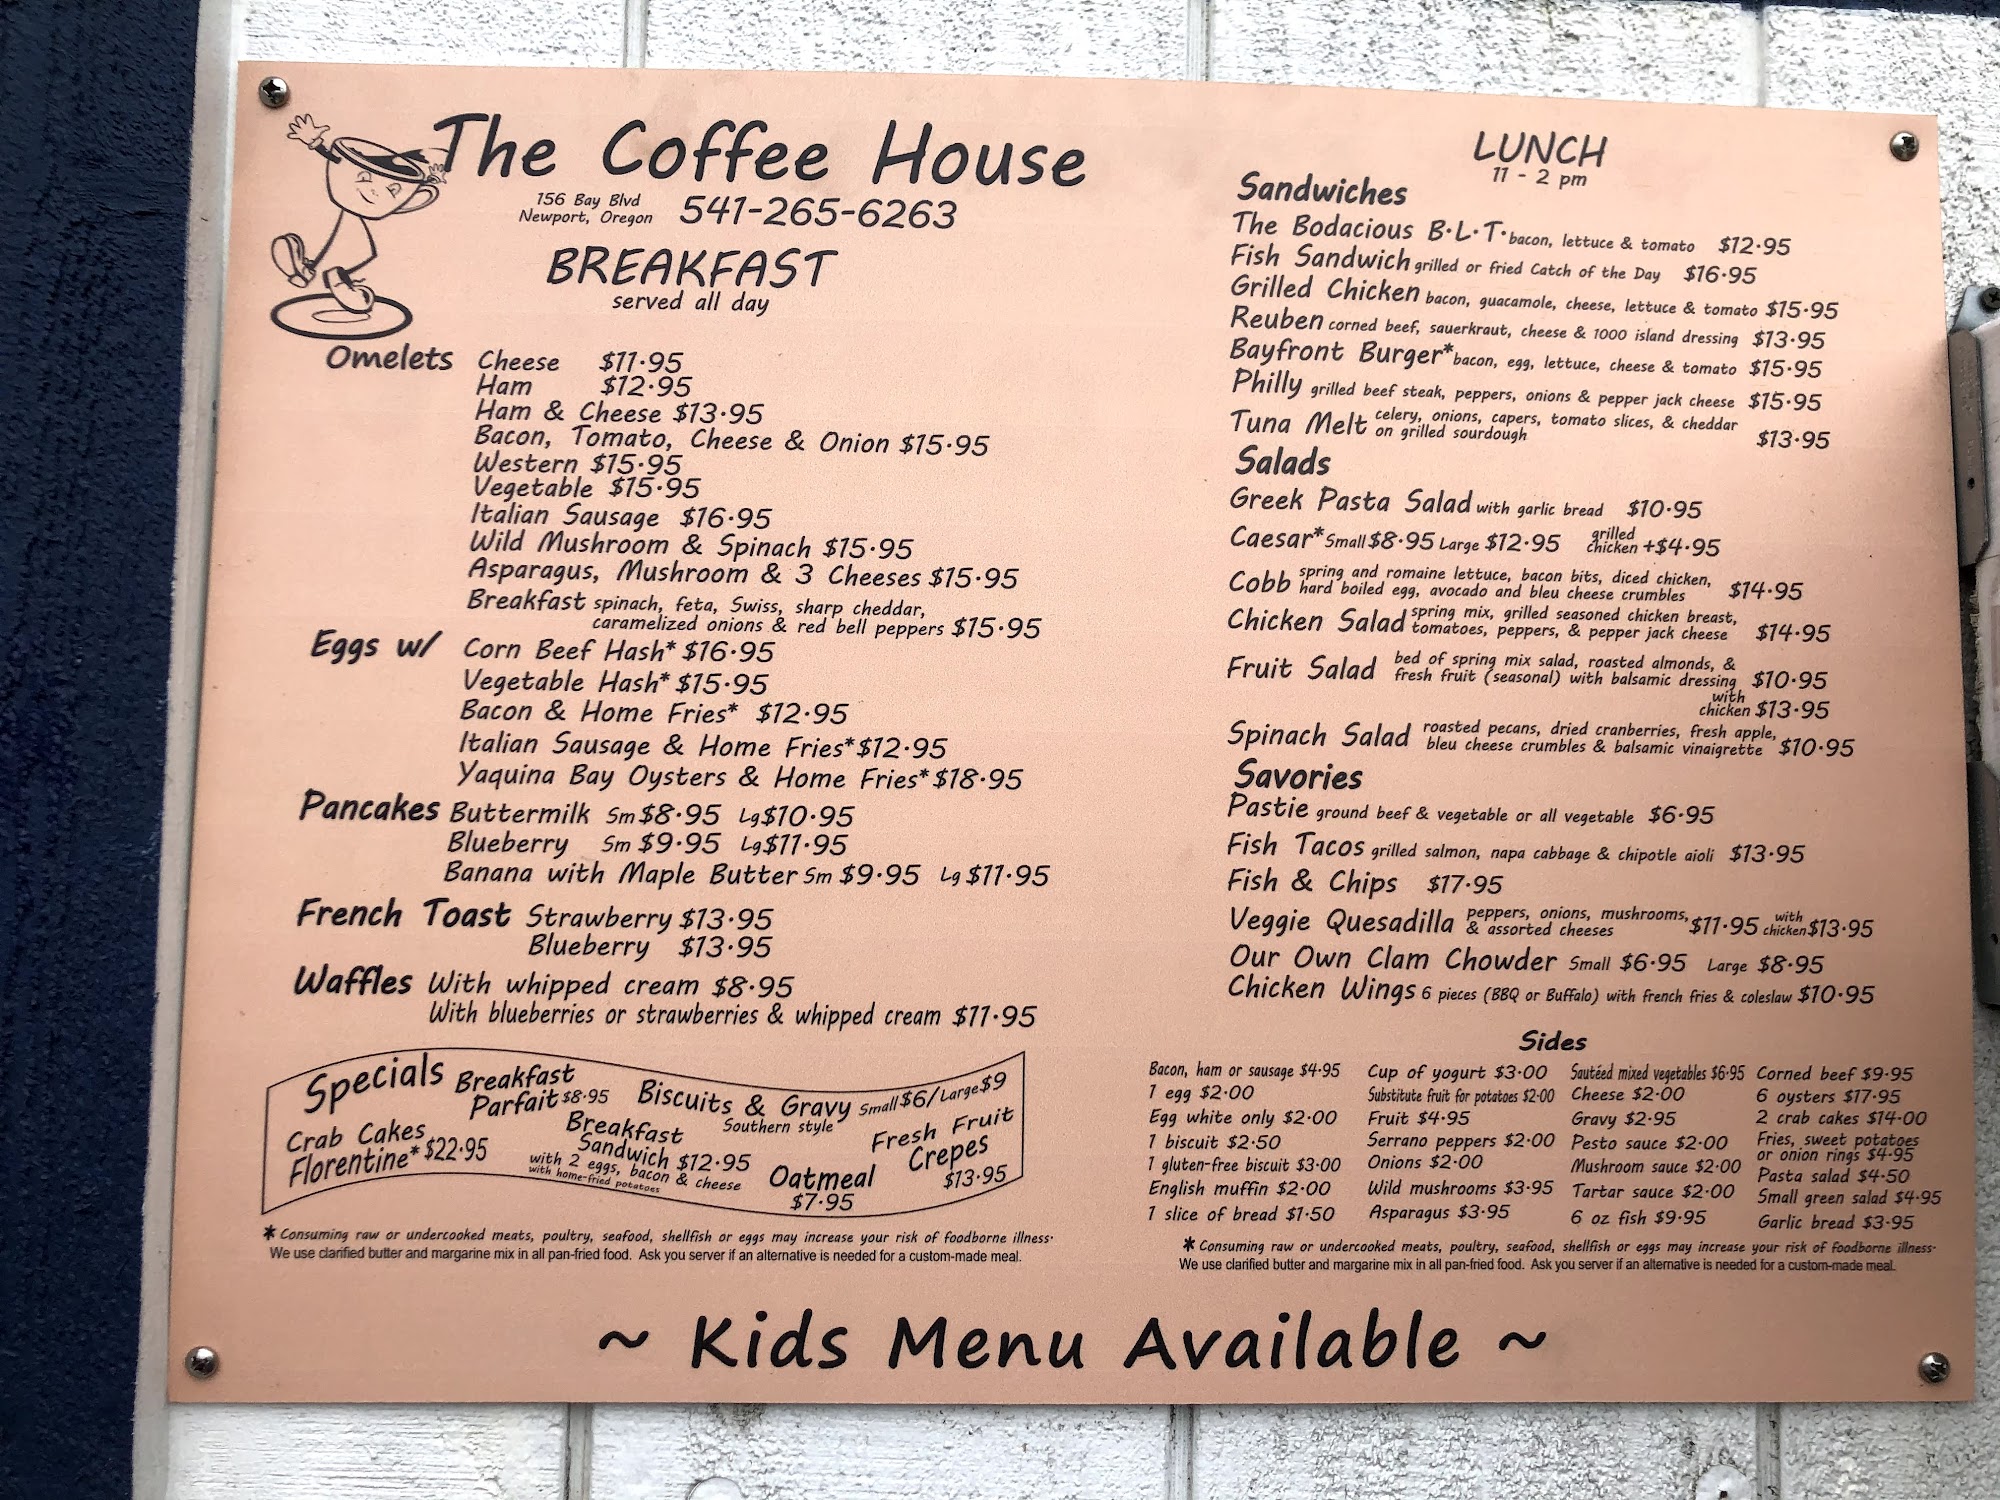 The Coffee House
156 Bay Blvd
Newport, Oregon
541-265-6263
BREAKFAST
served all day
Omelets Cheese $11.95
Ham $12.95
Ham & Cheese $13.95
Bacon, Tomato, Cheese & Onion $15.95
Western $15.95
Vegetable $15.95
Italian Sausage $16.95
Wild Mushroom & Spinach $15.95
Asparagus, Mushroom & 3 Cheeses $15.95
Breakfast spinach, feta, Swiss, sharp cheddar,
caramelized onions & red bell peppers $15.95
Eggs w/ Corn Beef Hash* $16.95
Vegetable Hash* $15.95
Bacon & Home Fries* $12.95
Italian Sausage & Home Fries* $12.95
Yaquina Bay Oysters & Home Fries* $18.95
Pancakes Buttermilk Sm $8.95 Lg $10.95
Blueberry Sm $9.95 Lg $11.95
Banana with Maple Butter Sm $9.95 Lg $11.95
French Toast Strawberry $13.95
Blueberry $13.95
Waffles With whipped cream $8.95
With blueberries or strawberries & whipped cream $11.95
Specials
Breakfast
Parfait $8.95
Biscuits & Gravy Small $6/Large $9
Southern style
Crab Cakes
Florentine* $22.95
Breakfast
Sandwich $12.95
with 2 eggs, bacon & cheese
with home-fried potatoes
Oatmeal
$7.95
Fresh Fruit
Crepes
$13.95
* Consuming raw or undercooked meats, poultry, seafood, shellfish or eggs may increase your risk of foodborne illness.
We use clarified butter and margarine mix in all pan-fried food. Ask you server if an alternative is needed for a custom-made meal.
LUNCH
11 - 2 pm
Sandwiches
The Bodacious B.L.T. bacon, lettuce & tomato $12.95
Fish Sandwich grilled or fried Catch of the Day $16.95
Grilled Chicken bacon, guacamole, cheese, lettuce & tomato $15.95
Reuben corned beef, sauerkraut, cheese & 1000 island dressing $13.95
Bayfront Burger* bacon, egg, lettuce, cheese & tomato $15.95
Philly grilled beef steak, peppers, onions & pepper jack cheese $15.95
Tuna Melt celery, onions, capers, tomato slices, & cheddar
on grilled sourdough $13.95
Salads
Greek Pasta Salad with garlic bread $10.95
Caesar* Small $8.95 Large $12.95 grilled chicken +$4.95
Cobb spring and romaine lettuce, bacon bits, diced chicken,
hard boiled egg, avocado and bleu cheese crumbles $14.95
Chicken Salad spring mix, grilled seasoned chicken breast,
tomatoes, peppers, & pepper jack cheese $14.95
Fruit Salad bed of spring mix salad, roasted almonds, &
fresh fruit (seasonal) with balsamic dressing $10.95
with chicken $13.95
Spinach Salad roasted pecans, dried cranberries, fresh apple,
bleu cheese crumbles & balsamic vinaigrette $10.95
Savories
Pastie ground beef & vegetable or all vegetable $6.95
Fish Tacos grilled salmon, napa cabbage & chipotle aioli $13.95
Fish & Chips $17.95
Veggie Quesadilla peppers, onions, mushrooms,
& assorted cheeses $11.95 with chicken $13.95
Our Own Clam Chowder Small $6.95 Large $8.95
Chicken Wings 6 pieces (BBQ or Buffalo) with french fries & coleslaw $10.95
Sides
Bacon, ham or sausage $4.95
1 egg $2.00
Egg white only $2.00
1 biscuit $2.50
1 gluten-free biscuit $3.00
English muffin $2.00
1 slice of bread $1.50
Cup of yogurt $3.00
Substitute fruit for potatoes $2.00
Fruit $4.95
Serrano peppers $2.00
Onions $2.00
Wild mushrooms $3.95
Asparagus $3.95
Sautéed mixed vegetables $6.95
Cheese $2.00
Gravy $2.95
Pesto sauce $2.00
Mushroom sauce $2.00
Tartar sauce $2.00
6 oz fish $9.95
Corned beef $9.95
6 oysters $17.95
2 crab cakes $14.00
Fries, sweet potatoes
or onion rings $4.95
Pasta salad $4.50
Small green salad $4.95
Garlic bread $3.95
* Consuming raw or undercooked meats, poultry, seafood, shellfish or eggs may increase your risk of foodborne illness.
We use clarified butter and margarine mix in all pan-fried food. Ask you server if an alternative is needed for a custom-made meal.
~ Kids Menu Available ~